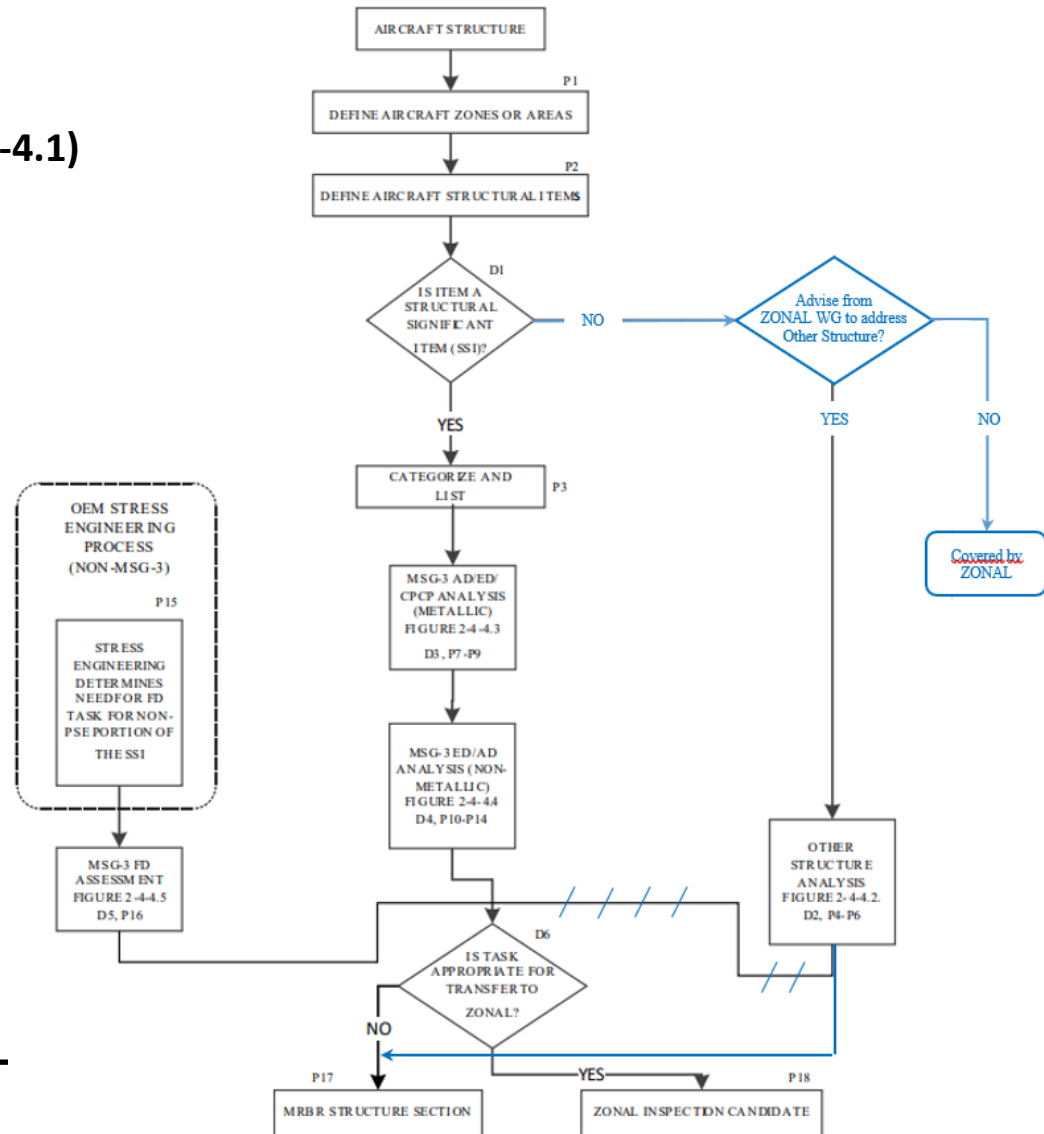 -4.1)
AIRCRAFT STRUCTURE
P1
DEFINE AIRCRAFT ZONES OR AREAS
P2
DEFINE AIRCRAFT STRUCTURAL ITEMS
D1
IS ITEM A
STRUCTURAL
SIGNIFICANT
ITEM (SSI)?
NO
Advise from
ZONAL WG to address
Other Structure?
YES
YES
NO
CATEGORIZE AND
LIST
P3
OEM STRESS
ENGINEERING
PROCESS
(NON-MSG-3)
P15
STRESS
ENGINEERING
DETERMINES
NEED FOR FD
TASK FOR NON-
PSE PORTION OF
THE SSI
MSG-3 AD/ED/
CPCP ANALYSIS
(METALLIC)
FIGURE 2-4-4.3
D3, P7-P9
Covered by
ZONAL
MSG-3 ED/AD
ANALYSIS (NON-
METALLIC)
FIGURE 2-4-4.4
D4, P10-P14
MSG-3 FD
ASSESSMENT
FIGURE 2-4-4.5
D5, P16
OTHER
STRUCTURE
ANALYSIS
FIGURE 2-4-4.2.
D2, P4-P6
D6
IS TASK
APPROPRIATE FOR
TRANSFER TO
ZONAL?
NO
YES
P17
MRBR STRUCTURE SECTION
P18
ZONAL INSPECTION CANDIDATE